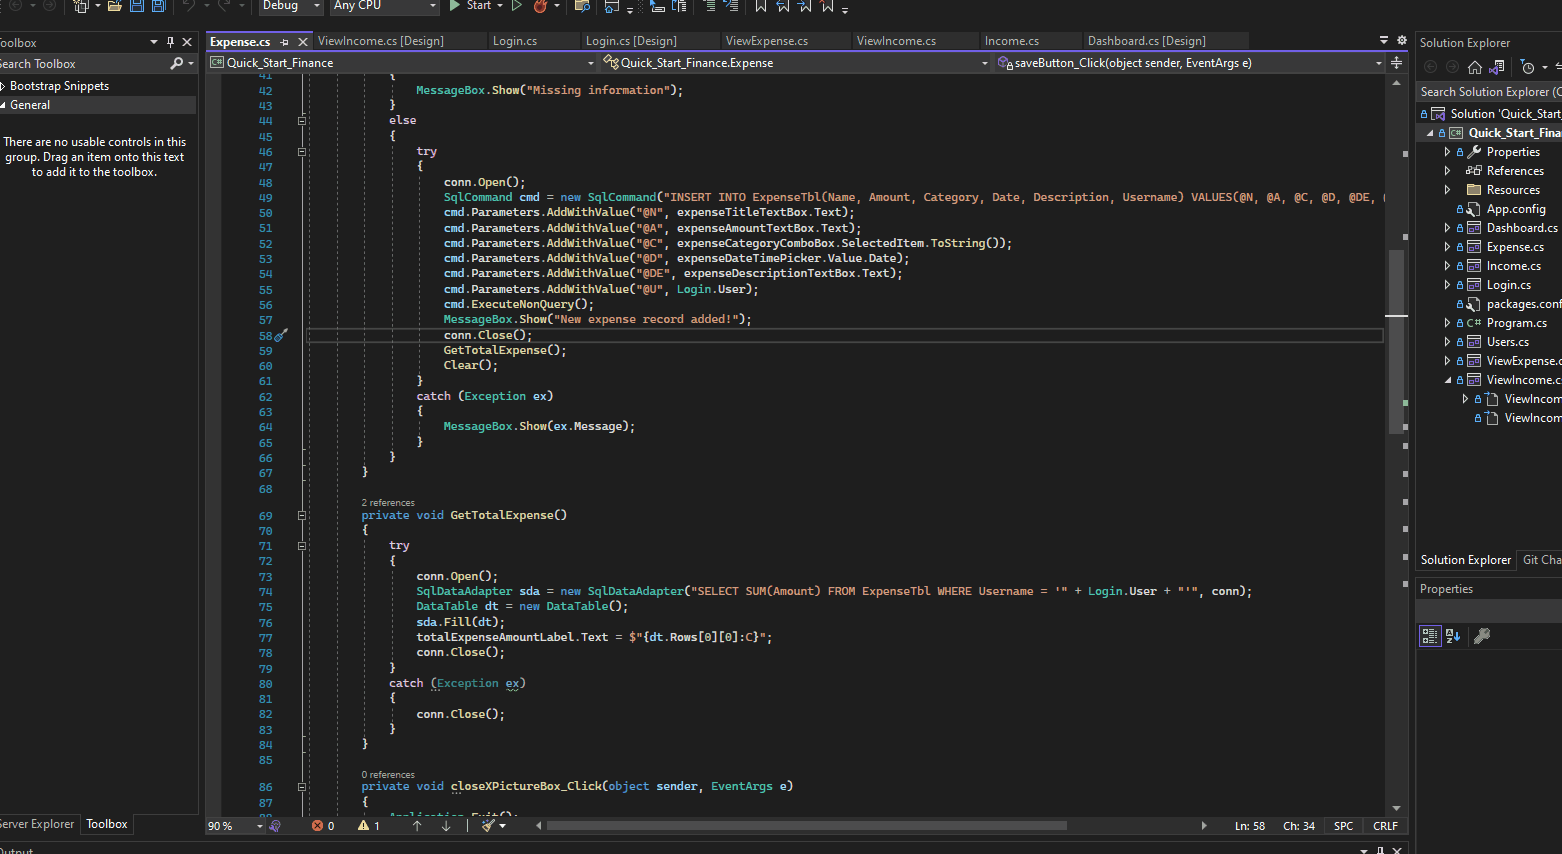 Debug
Any CPU
Start
Toolbox
Search Toolbox
Bootstrap Snippets
General
There are no usable controls in this
group. Drag an item onto this text
to add it to the toolbox.
Server Explorer
Toolbox
Expense.cs
ViewIncome.cs [Design]
Login.cs
Login.cs [Design]
ViewExpense.cs
ViewIncome.cs
Income.cs
Dashboard.cs [Design]
Quick_Start_Finance
Quick_Start_Finance.Expense
saveButton_Click(object sender, EventArgs e)
41 {
42 MessageBox.Show("Missing information");
43 }
44 else
45 {
46 try
47 {
48 conn.Open();
49 SqlCommand cmd = new SqlCommand("INSERT INTO ExpenseTbl(Name, Amount, Category, Date, Description, Username) VALUES(@N, @A, @C, @D, @DE,
50 cmd.Parameters.AddWithValue("@N", expenseTitleTextBox.Text);
51 cmd.Parameters.AddWithValue("@A", expenseAmountTextBox.Text);
52 cmd.Parameters.AddWithValue("@C", expenseCategoryComboBox.SelectedItem.ToString());
53 cmd.Parameters.AddWithValue("@D", expenseDateTimePicker.Value.Date);
54 cmd.Parameters.AddWithValue("@DE", expenseDescriptionTextBox.Text);
55 cmd.Parameters.AddWithValue("@U", Login.User);
56 cmd.ExecuteNonQuery();
57 MessageBox.Show("New expense record added!");
58 conn.Close();
59 GetTotalExpense();
60 Clear();
61 }
62 catch (Exception ex)
63 {
64 MessageBox.Show(ex.Message);
65 }
66 }
67 }
68
2 references
69 private void GetTotalExpense()
70 {
71 try
72 {
73 conn.Open();
74 SqlDataAdapter sda = new SqlDataAdapter("SELECT SUM(Amount) FROM ExpenseTbl WHERE Username = '" + Login.User + "'", conn);
75 DataTable dt = new DataTable();
76 sda.Fill(dt);
77 totalExpenseAmountLabel.Text = $"{dt.Rows[0][0]:C}";
78 conn.Close();
79 }
80 catch (Exception ex)
81 {
82 conn.Close();
83 }
84 }
85
0 references
86 private void closeXPictureBox_Click(object sender, EventArgs e)
87 {
88 Application.Exit();
90 %
0
1
Ln: 58
Ch: 34
SPC
CRLF
Output
Solution Explorer
Search Solution Explorer (C
Solution 'Quick_Start_
Quick_Start_Fina
Properties
References
Resources
App.config
Dashboard.cs
Expense.cs
Income.cs
Login.cs
packages.conf
C# Program.cs
Users.cs
ViewExpense.c
ViewIncome.c
ViewIncom
ViewIncom
Solution Explorer
Git Cha
Properties